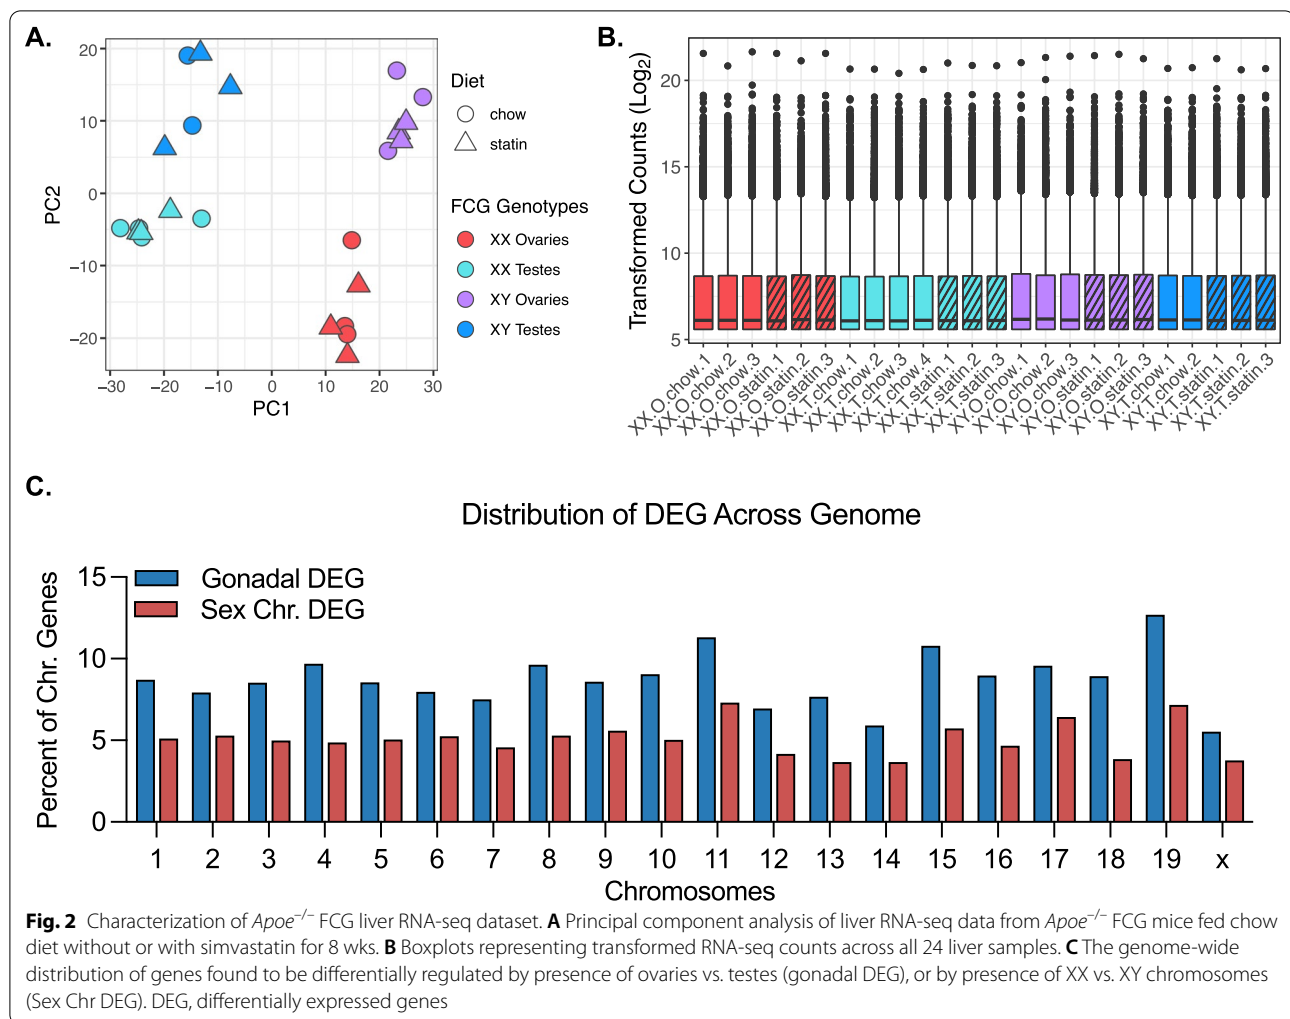 A.
20
10
0
−10
−20
PC2
−30
−20
−10
0
10
20
30
PC1
Diet
chow
statin
FCG Genotypes
XX Ovaries
XX Testes
XY Ovaries
XY Testes
B.
Transformed Counts (Log2)
20
15
10
5
XX.O.chow.1
XX.O.chow.2
XX.O.chow.3
XX.O.statin.1
XX.O.statin.2
XX.O.statin.3
XX.T.chow.1
XX.T.chow.2
XX.T.chow.3
XX.T.chow.4
XX.T.statin.1
XX.T.statin.2
XX.T.statin.3
XY.O.chow.1
XY.O.chow.2
XY.O.chow.3
XY.O.statin.1
XY.O.statin.2
XY.O.statin.3
XY.T.chow.1
XY.T.chow.2
XY.T.statin.1
XY.T.statin.2
XY.T.statin.3
C.
Distribution of DEG Across Genome
Percent of Chr. Genes
15
10
5
0
Gonadal DEG
Sex Chr. DEG
1 2 3 4 5 6 7 8 9 10 11 12 13 14 15 16 17 18 19 x
Chromosomes
Fig. 2 Characterization of Apoe−/− FCG liver RNA-seq dataset. A Principal component analysis of liver RNA-seq data from Apoe−/− FCG mice fed chow
diet without or with simvastatin for 8 wks. B Boxplots representing transformed RNA-seq counts across all 24 liver samples. C The genome-wide
distribution of genes found to be differentially regulated by presence of ovaries vs. testes (gonadal DEG), or by presence of XX vs. XY chromosomes
(Sex Chr DEG). DEG, differentially expressed genes